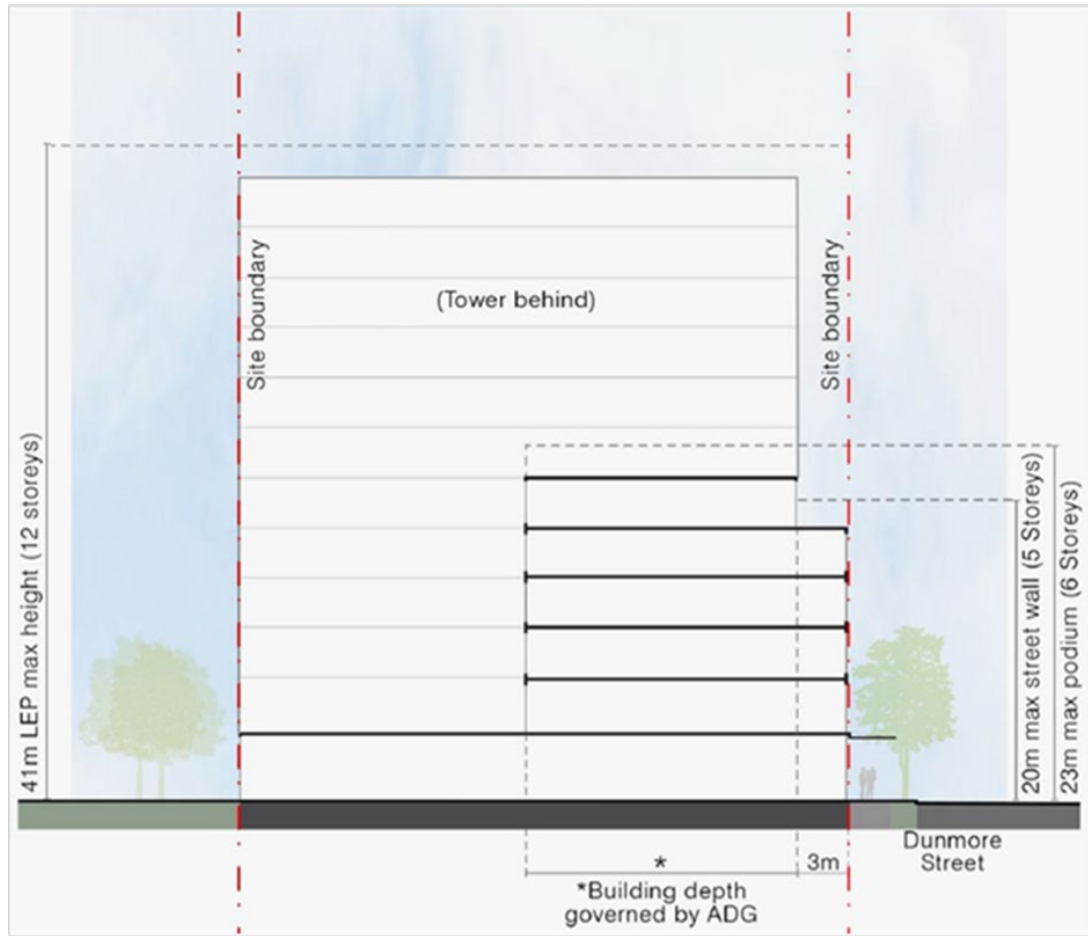 41m LEP max height (12 storeys)
Site boundary
(Tower behind)
Site boundary
20m max street wall (5 Storeys)
23m max podium (6 Storeys)
Dunmore
Street
*
3m
*Building depth
governed by ADG